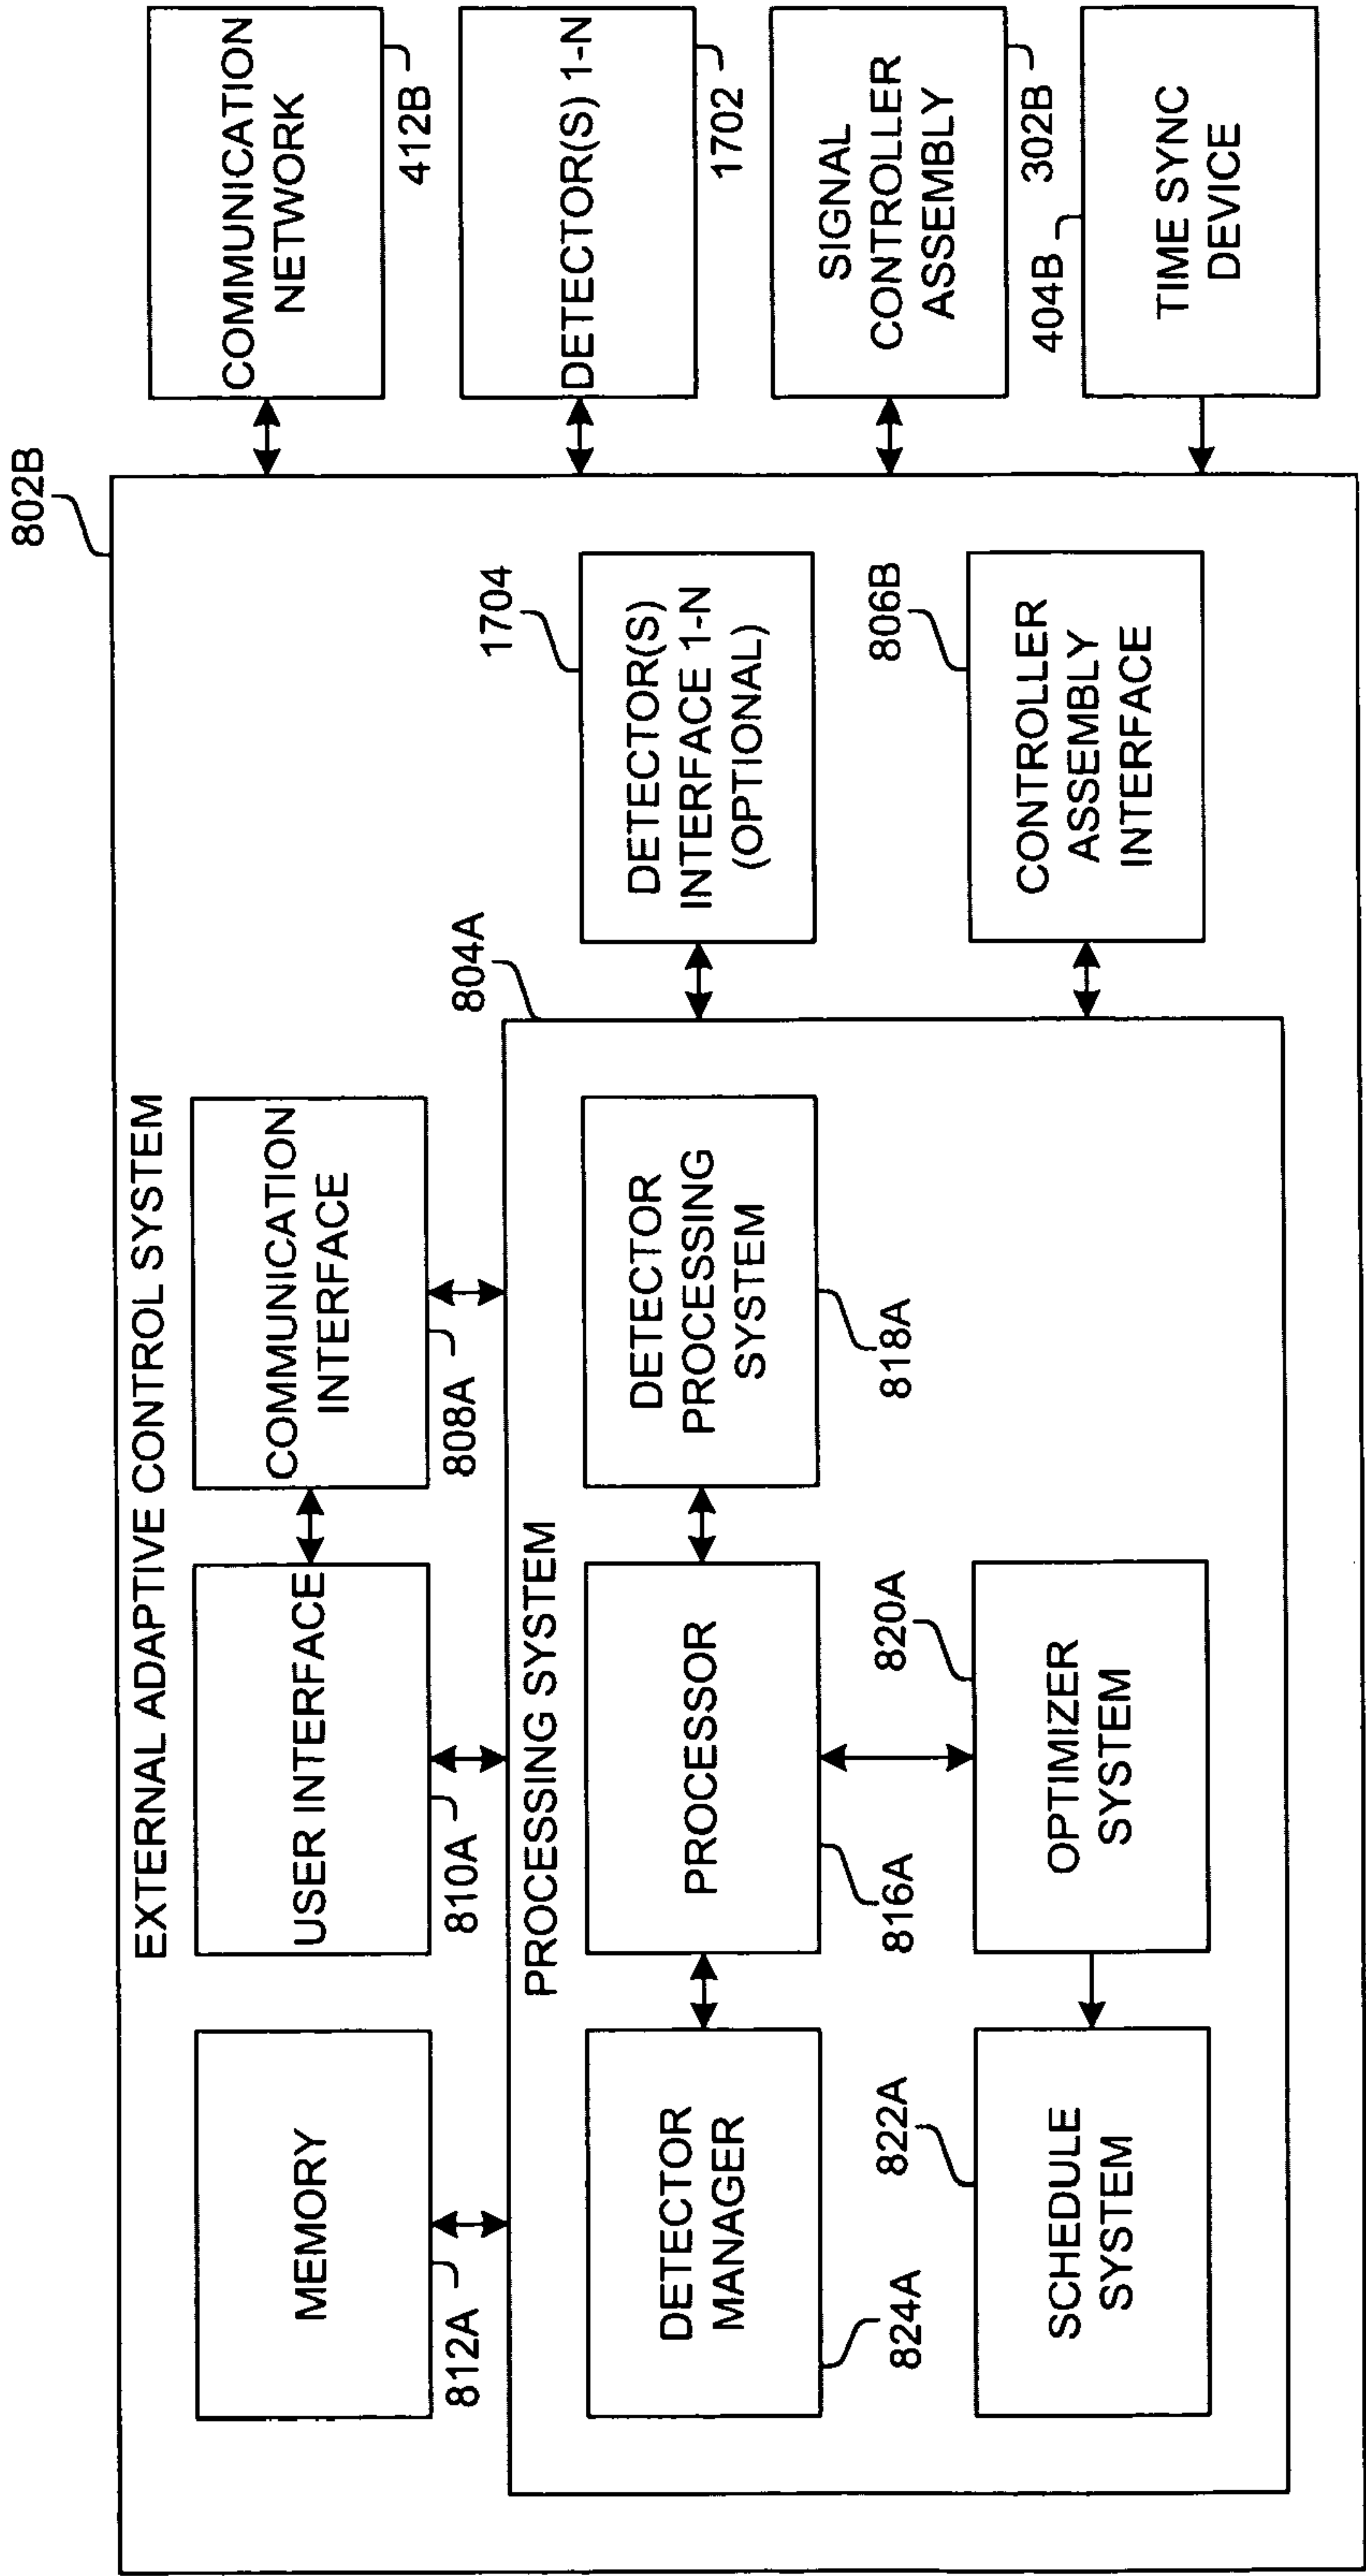 802B
EXTERNAL ADAPTIVE CONTROL SYSTEM
MEMORY
812A
USER INTERFACE
810A
COMMUNICATION
INTERFACE
808A
804A
PROCESSING SYSTEM
DETECTOR
MANAGER
824A
PROCESSOR
816A
DETECTOR
PROCESSING
SYSTEM
818A
822A
SCHEDULE
SYSTEM
820A
OPTIMIZER
SYSTEM
1704
DETECTOR(S)
INTERFACE 1-N
(OPTIONAL)
806B
CONTROLLER
ASSEMBLY
INTERFACE
COMMUNICATION
NETWORK
412B
DETECTOR(S) 1-N
1702
SIGNAL
CONTROLLER
ASSEMBLY
302B
404B
TIME SYNC
DEVICE